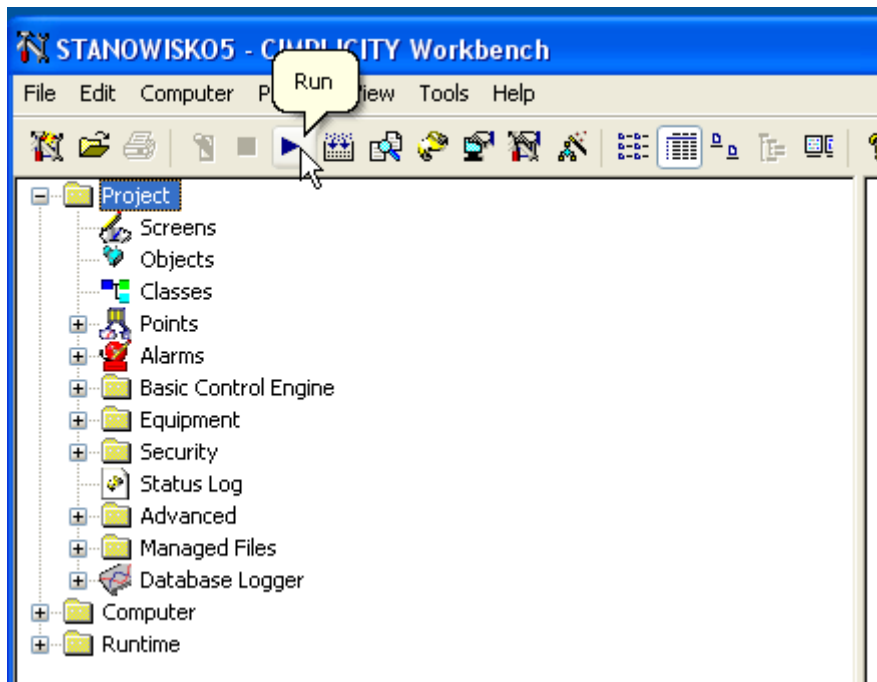 STANOWISKO5 - CIMPLICITY Workbench
Run
File Edit Computer View Tools Help
Project
Screens
Objects
Classes
Points
Alarms
Basic Control Engine
Equipment
Security
Status Log
Advanced
Managed Files
Database Logger
Computer
Runtime